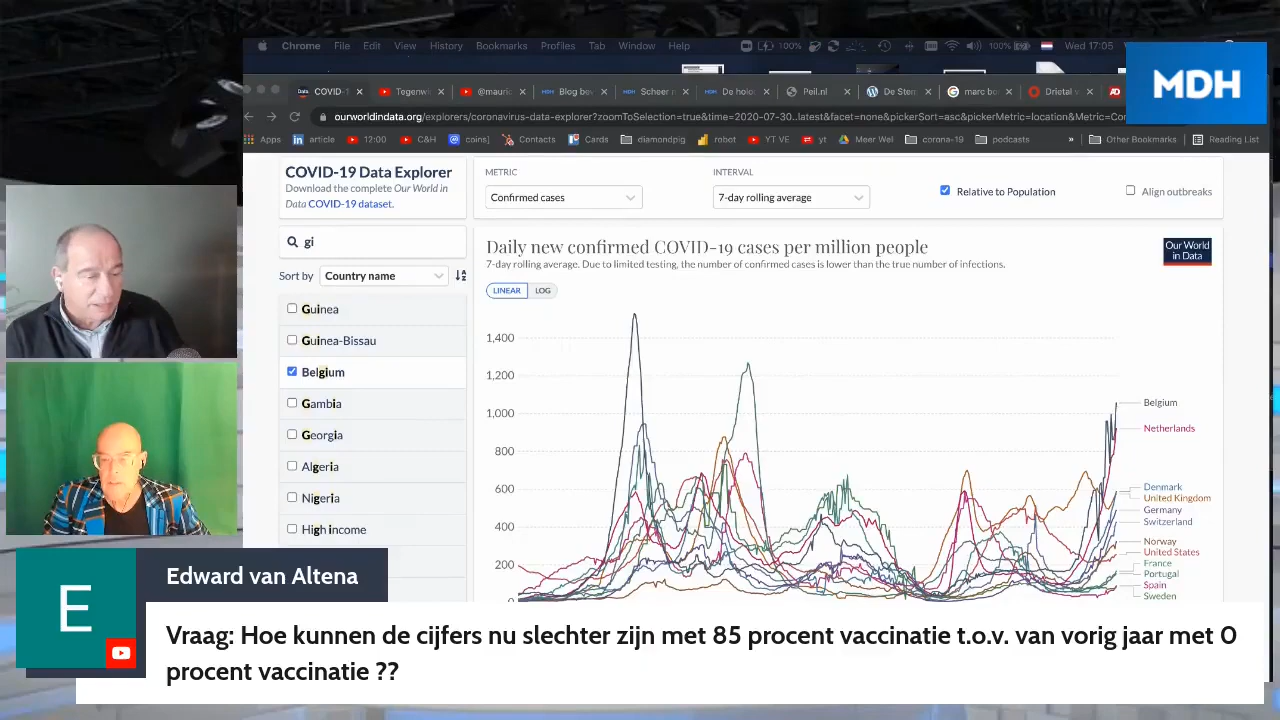 Chrome File Edit View History Bookmarks Profiles Tab Window Help 100% 100% Wed 17:05
MDH
COVID-1 Tegenwi @mauric Blog bev Scheer De holo Peil.nl De Stem Drietal v
ourworldindata.org/explorers/coronavirus-data-explorer?zoomToSelection=true&time=2020-07-30..latest&facet=none&pickerSort=asc&pickerMetric=location&Metric=Con
Apps article 12:00 C&H coins] Contacts Cards diamondpig robot YT VE yt Meer Wel corona-19 podcasts » Other Bookmarks Reading List
COVID-19 Data Explorer
Download the complete Our World in
Data COVID-19 dataset.
METRIC
Confirmed cases
INTERVAL
7-day rolling average
Relative to Population
Align outbreaks
gi
Sort by Country name
Guinea
Guinea-Bissau
Belgium
Gambia
Georgia
Algeria
Nigeria
High income
Daily new confirmed COVID-19 cases per million people
7-day rolling average. Due to limited testing, the number of confirmed cases is lower than the true number of infections.
Our World
in Data
LINEAR LOG
1,400
1,200
1,000
800
600
400
200
0
Belgium
Netherlands
Denmark
United Kingdom
Germany
Switzerland
Norway
United States
France
Portugal
Spain
Sweden
E
Edward van Altena
Vraag: Hoe kunnen de cijfers nu slechter zijn met 85 procent vaccinatie t.o.v. van vorig jaar met 0
procent vaccinatie ??